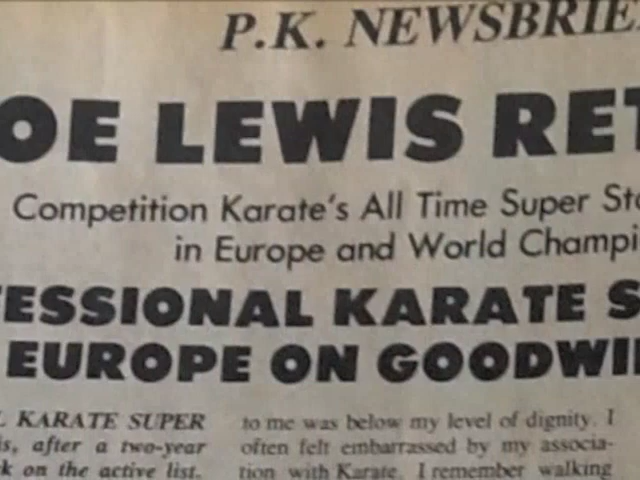 P.K. NEWSBRIE
OE LEWIS RET
Competition Karate's All Time Super Sta
in Europe and World Champi
ESSIONAL KARATE S
EUROPE ON GOODWIL
L KARATE SUPER
is, after a two-year
k on the active list.
to me was below my level of dignity. I
often felt embarrassed by my associa-
tion with Karate. I remember walking